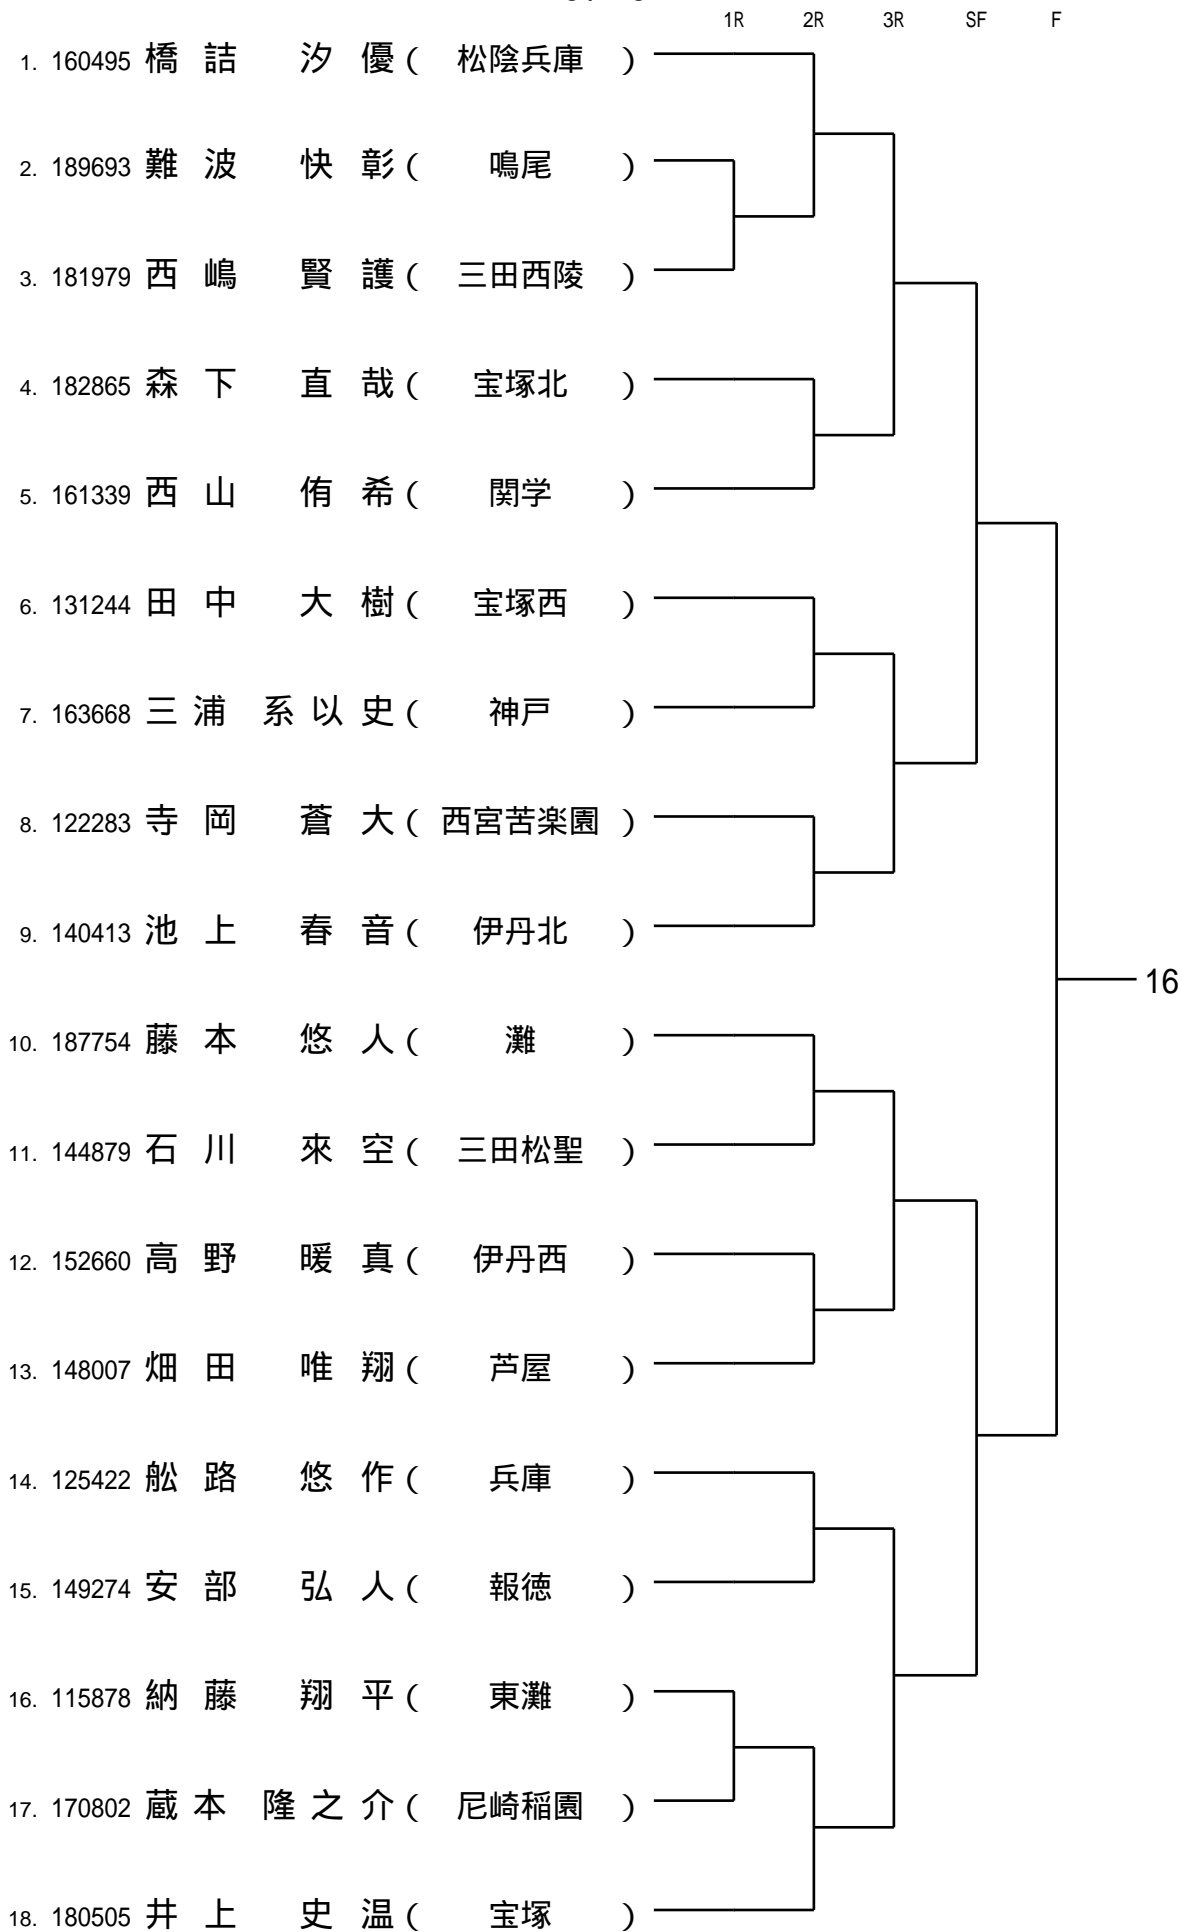 1R 2R 3R SF F
1. 160495 橋詰 汐優 ( 松陰兵庫 )
2. 189693 難波 快彰 ( 鳴尾 )
3. 181979 西嶋 賢護 ( 三田西陵 )
4. 182865 森下 直哉 ( 宝塚北 )
5. 161339 西山 侑希 ( 関学 )
6. 131244 田中 大樹 ( 宝塚西 )
7. 163668 三浦 系以史 ( 神戸 )
8. 122283 寺岡 蒼大 ( 西宮苦楽園 )
9. 140413 池上 春音 ( 伊丹北 )
16
10. 187754 藤本 悠人 ( 灘 )
11. 144879 石川 來空 ( 三田松聖 )
12. 152660 高野 暖真 ( 伊丹西 )
13. 148007 畑田 唯翔 ( 芦屋 )
14. 125422 舩路 悠作 ( 兵庫 )
15. 149274 安部 弘人 ( 報徳 )
16. 115878 納藤 翔平 ( 東灘 )
17. 170802 蔵本 隆之介 ( 尼崎稲園 )
18. 180505 井上 史温 ( 宝塚 )